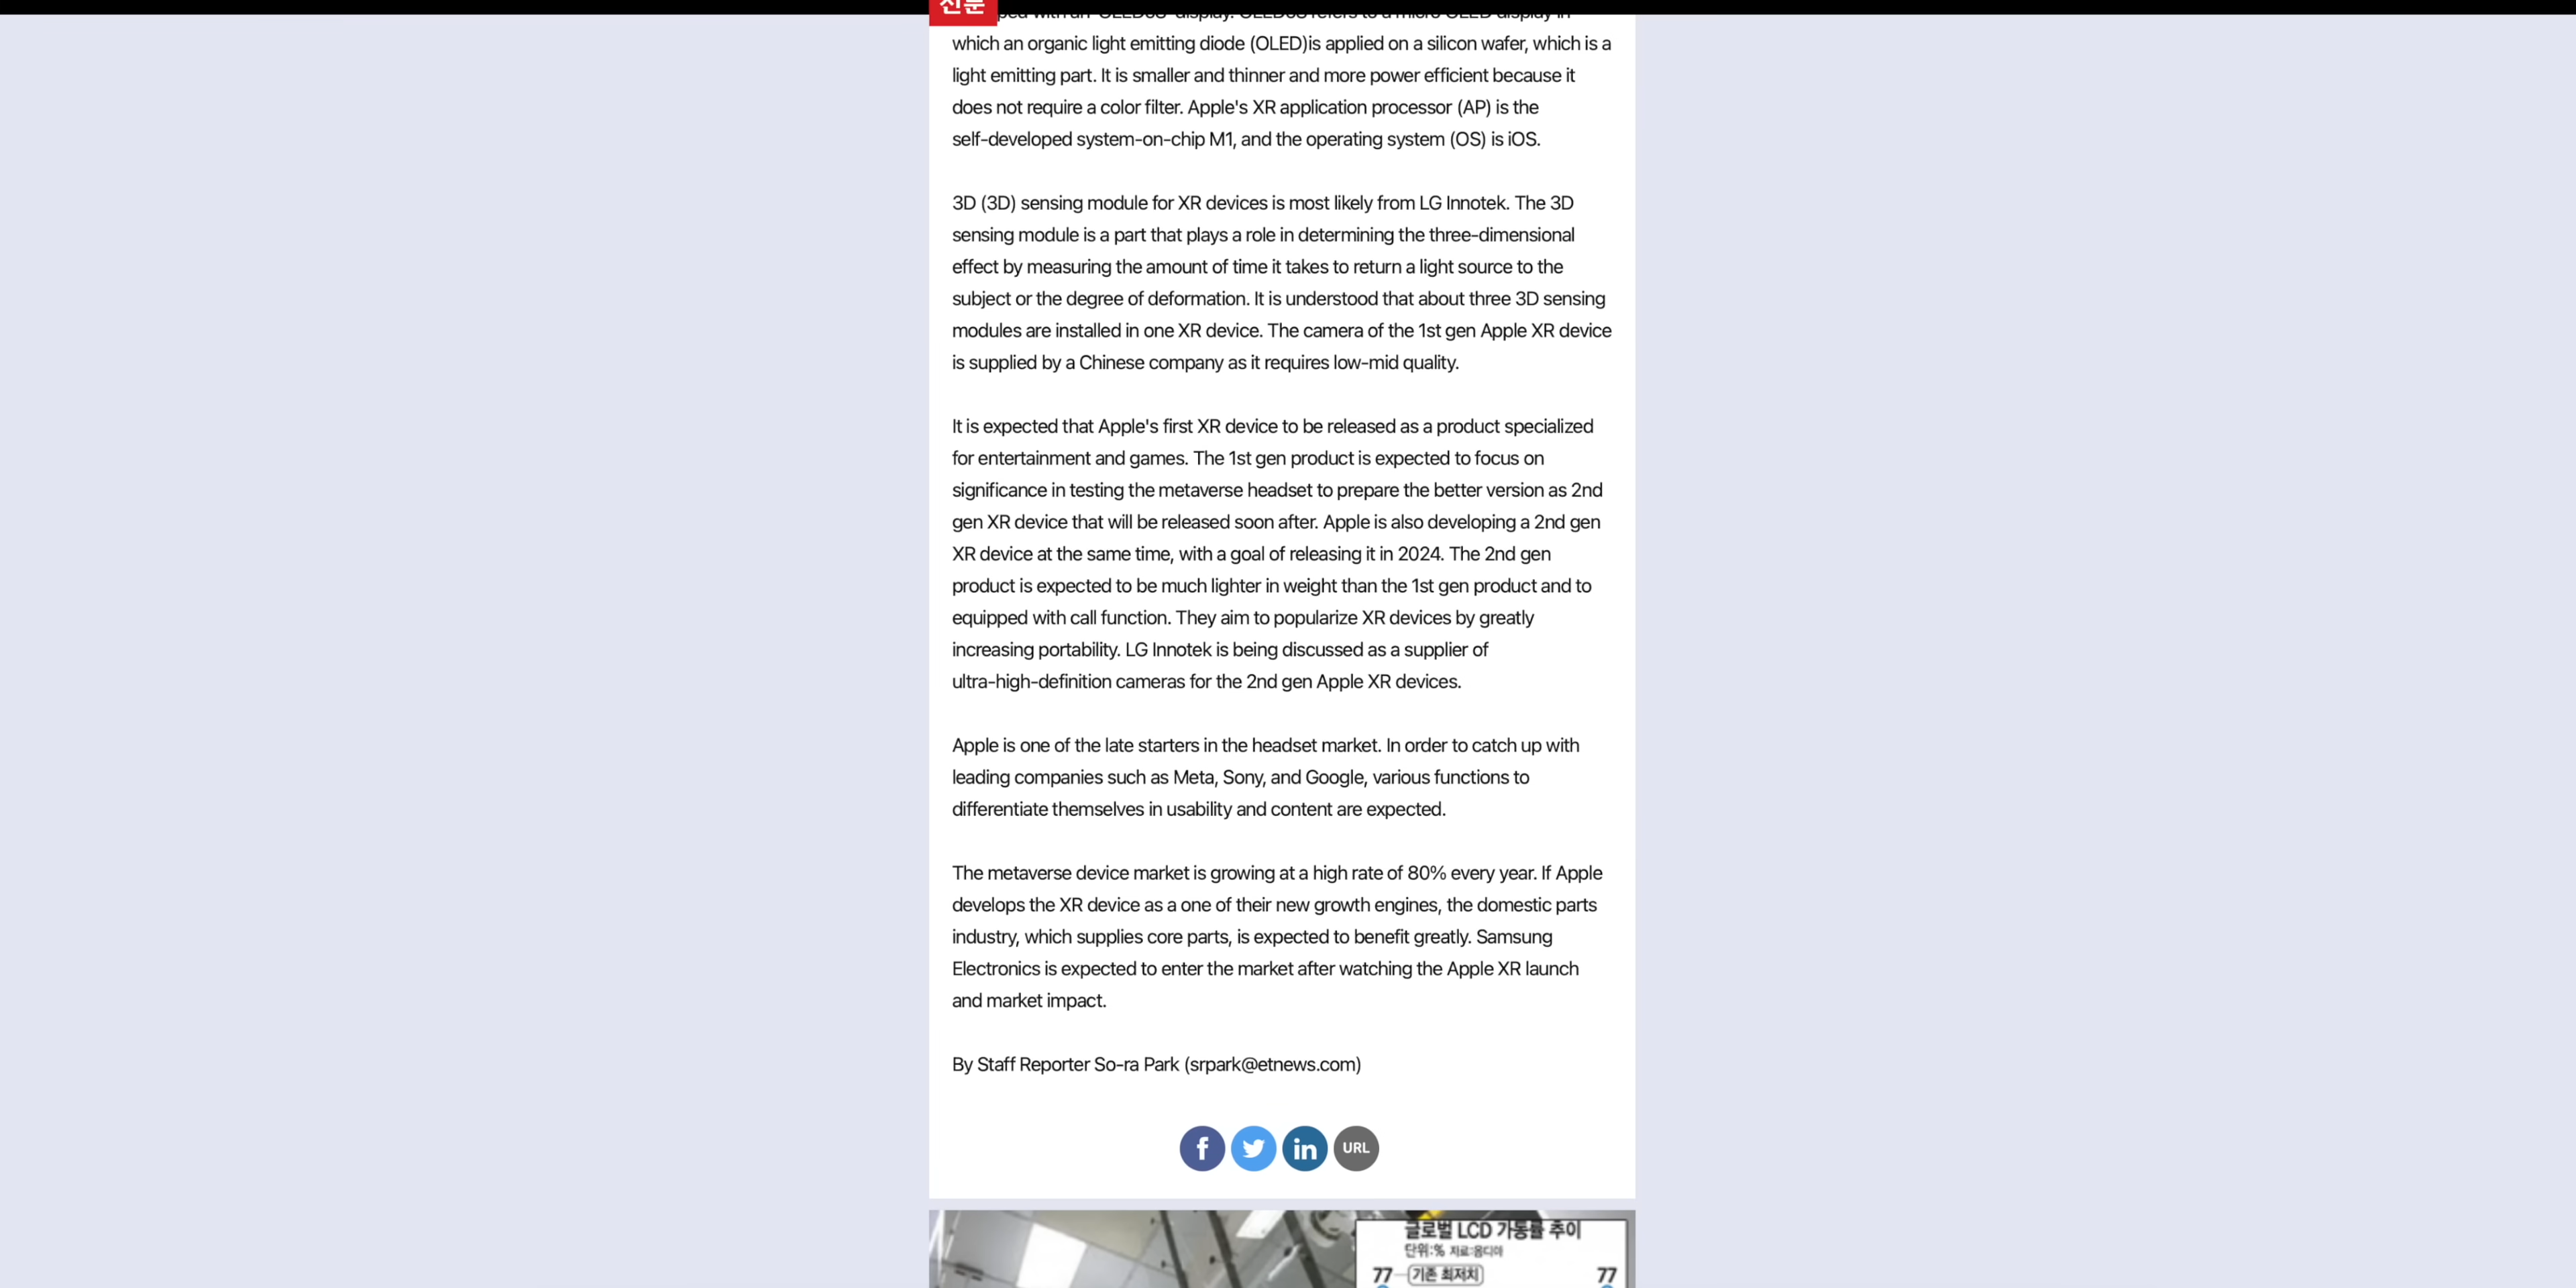 신문
with an display. refers to a micro OLED display in
which an organic light emitting diode (OLED)is applied on a silicon wafer, which is a
light emitting part. It is smaller and thinner and more power efficient because it
does not require a color filter. Apple's XR application processor (AP) is the
self-developed system-on-chip M1, and the operating system (OS) is iOS.
3D (3D) sensing module for XR devices is most likely from LG Innotek. The 3D
sensing module is a part that plays a role in determining the three-dimensional
effect by measuring the amount of time it takes to return a light source to the
subject or the degree of deformation. It is understood that about three 3D sensing
modules are installed in one XR device. The camera of the 1st gen Apple XR device
is supplied by a Chinese company as it requires low-mid quality.
It is expected that Apple's first XR device to be released as a product specialized
for entertainment and games. The 1st gen product is expected to focus on
significance in testing the metaverse headset to prepare the better version as 2nd
gen XR device that will be released soon after. Apple is also developing a 2nd gen
XR device at the same time, with a goal of releasing it in 2024. The 2nd gen
product is expected to be much lighter in weight than the 1st gen product and to
equipped with call function. They aim to popularize XR devices by greatly
increasing portability. LG Innotek is being discussed as a supplier of
ultra-high-definition cameras for the 2nd gen Apple XR devices.
Apple is one of the late starters in the headset market. In order to catch up with
leading companies such as Meta, Sony, and Google, various functions to
differentiate themselves in usability and content are expected.
The metaverse device market is growing at a high rate of 80% every year. If Apple
develops the XR device as a one of their new growth engines, the domestic parts
industry, which supplies core parts, is expected to benefit greatly. Samsung
Electronics is expected to enter the market after watching the Apple XR launch
and market impact.
By Staff Reporter So-ra Park (srpark@etnews.com)
f in URL
글로벌 LCD 가동률 추이
단위:% 자료:옴디아
77 기존 최저치 77